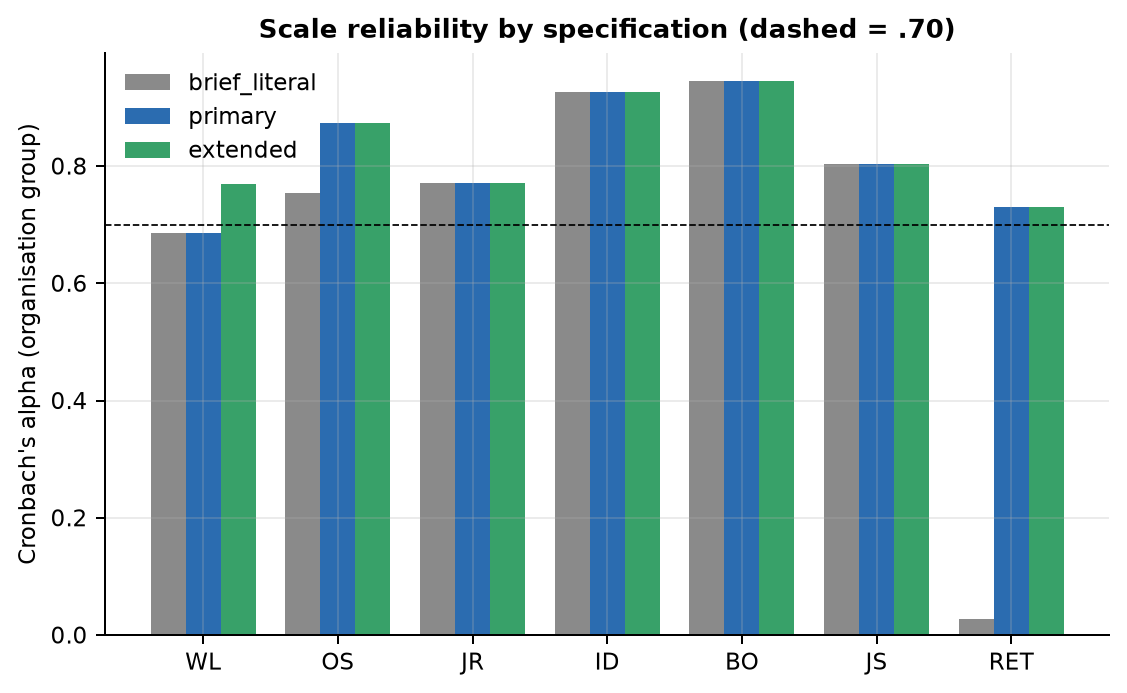 Scale reliability by specification (dashed = .70)
brief_literal
primary
extended
Cronbach's alpha (organisation group)
0.8
0.6
0.4
0.2
0.0
WL OS JR ID BO JS RET